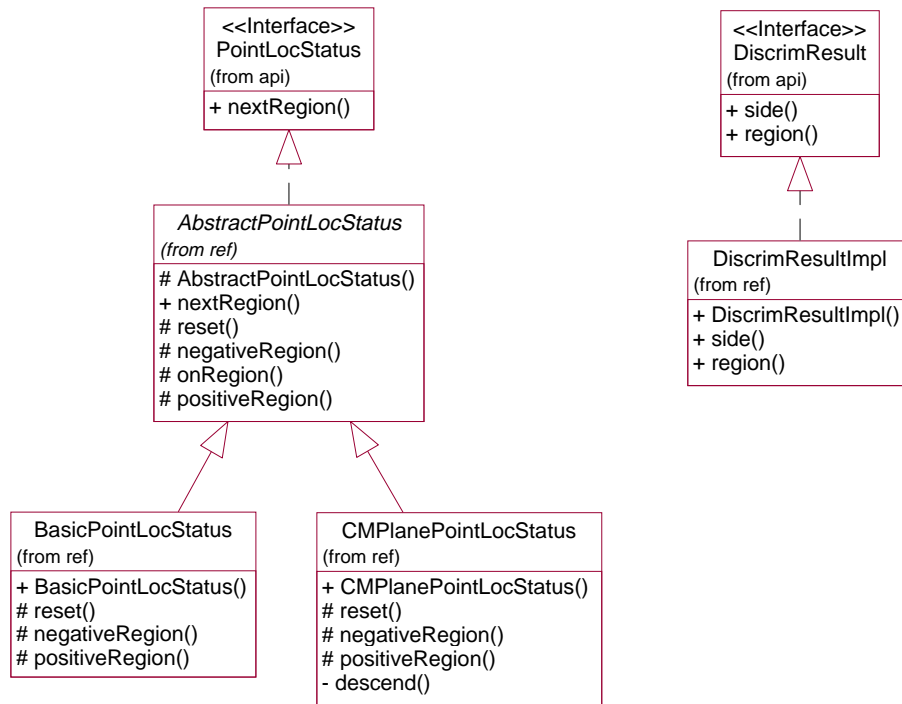 <<Interface>>
PointLocStatus
(from api)
+ nextRegion()
<<Interface>>
DiscrimResult
(from api)
+ side()
+ region()
AbstractPointLocStatus
(from ref)
# AbstractPointLocStatus()
+ nextRegion()
# reset()
# negativeRegion()
# onRegion()
# positiveRegion()
DiscrimResultImpl
(from ref)
+ DiscrimResultImpl()
+ side()
+ region()
BasicPointLocStatus
(from ref)
+ BasicPointLocStatus()
# reset()
# negativeRegion()
# positiveRegion()
CMPlanePointLocStatus
(from ref)
+ CMPlanePointLocStatus()
# reset()
# negativeRegion()
# positiveRegion()
- descend()